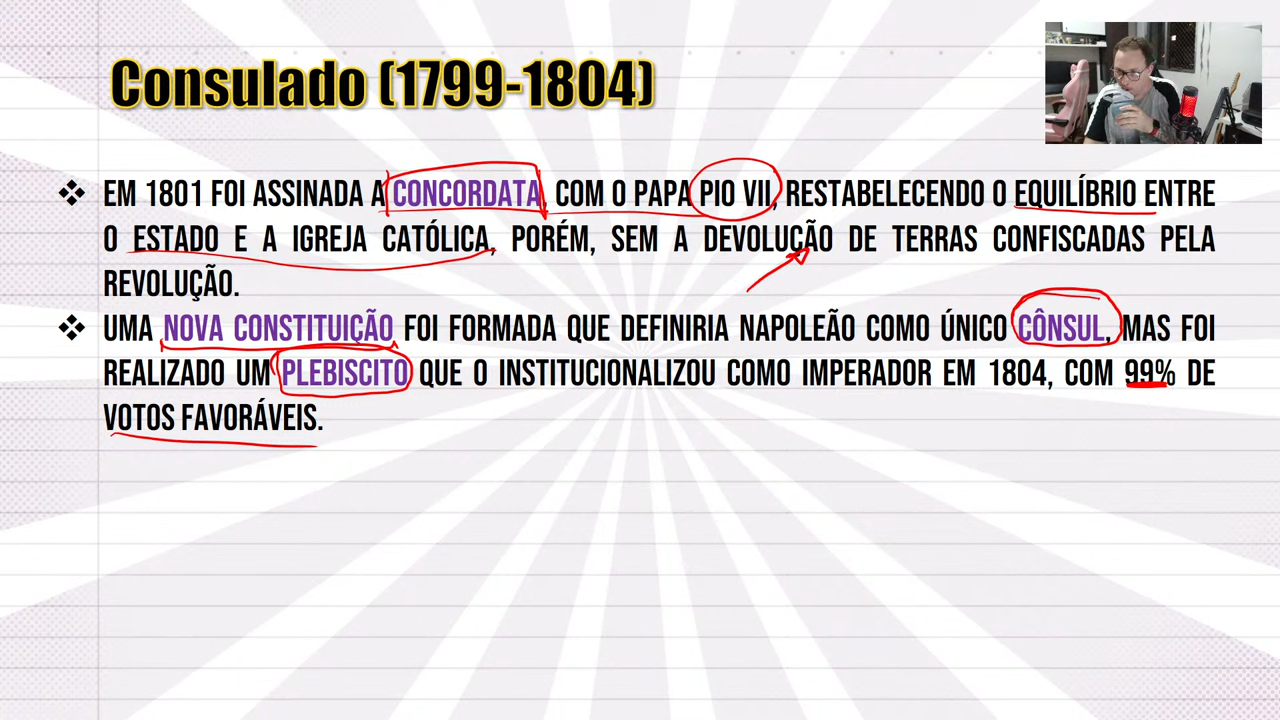 Consulado (1799-1804)
❖ EM 1801 FOI ASSINADA A CONCORDATA, COM O PAPA PIO VII, RESTABELECENDO O EQUILÍBRIO ENTRE
O ESTADO E A IGREJA CATÓLICA, PORÉM, SEM A DEVOLUÇÃO DE TERRAS CONFISCADAS PELA
REVOLUÇÃO.
❖ UMA NOVA CONSTITUIÇÃO FOI FORMADA QUE DEFINIRIA NAPOLEÃO COMO ÚNICO CÔNSUL, MAS FOI
REALIZADO UM PLEBISCITO QUE O INSTITUCIONALIZOU COMO IMPERADOR EM 1804, COM 99% DE
VOTOS FAVORÁVEIS.